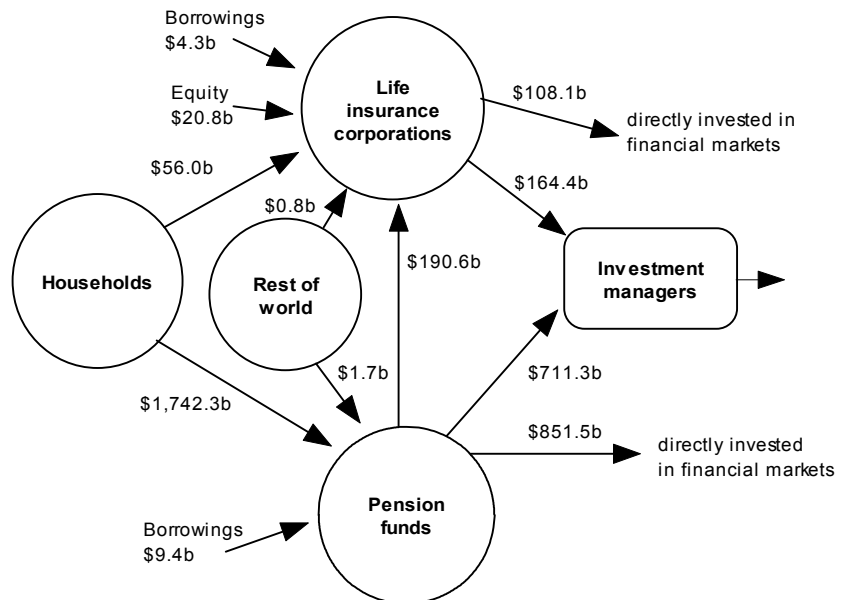 Borrowings
$4.3b
Equity
$20.8b
$56.0b
Life
insurance
corporations
$108.1b
directly invested in
financial markets
$164.4b
$0.8b
Households
Rest of
world
$190.6b
Investment
managers
$1.7b
$711.3b
$1,742.3b
$851.5b
directly invested
in financial markets
Pension
funds
Borrowings
$9.4b